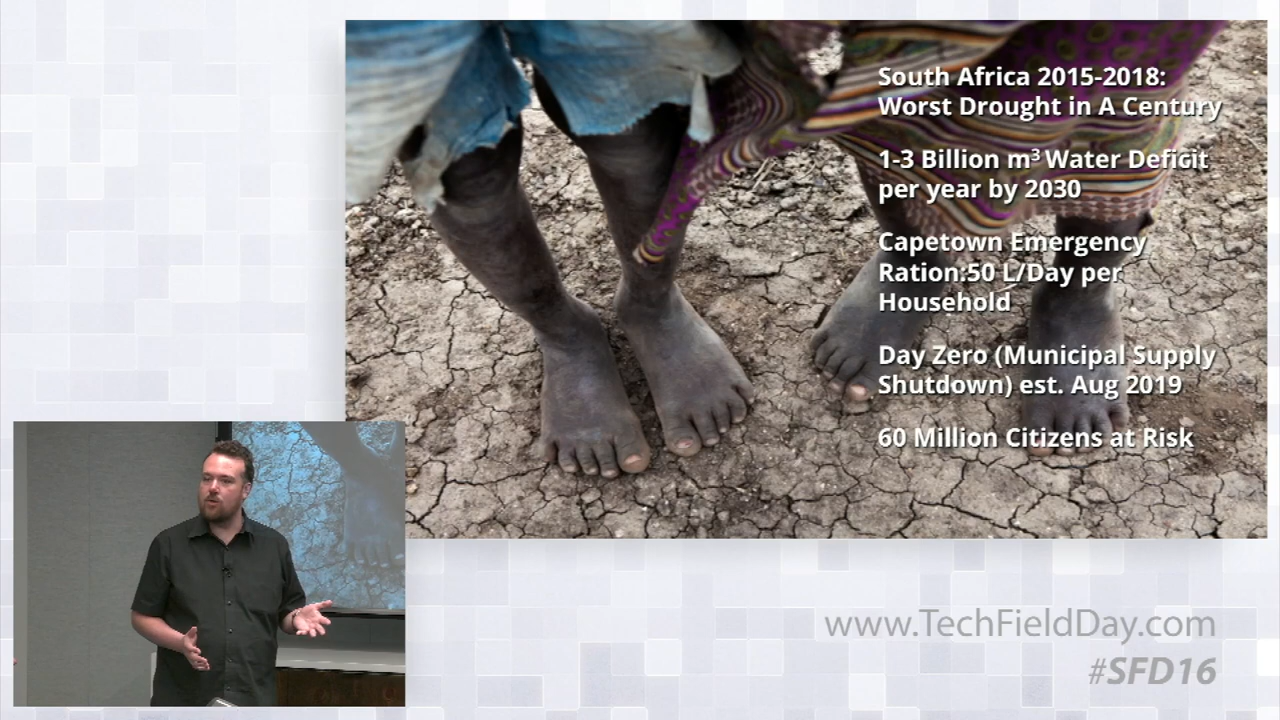 South Africa 2015-2018:
Worst Drought in A Century
1-3 Billion m³ Water Deficit
per year by 2030
Capetown Emergency
Ration:50 L/Day per
Household
Day Zero (Municipal Supply
Shutdown) est. Aug 2019
60 Million Citizens at Risk
www.TechFieldDay.com
#SFD16